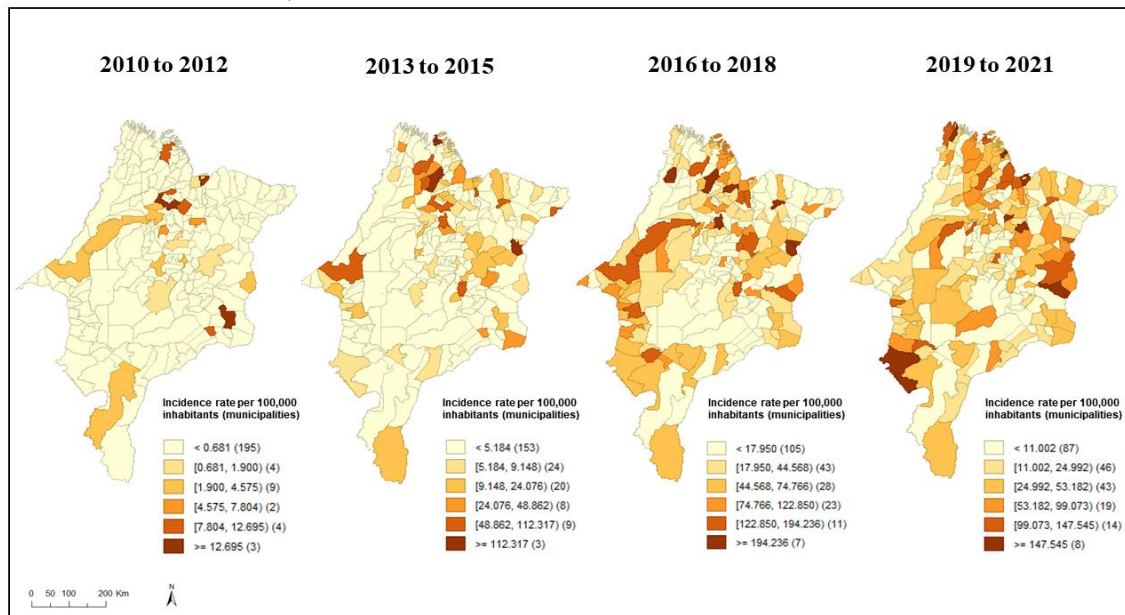 2010 to 2012
2013 to 2015
2016 to 2018
2019 to 2021
Incidence rate per 100,000
inhabitants (municipalities)
< 0.681 (195)
[0.681, 1.900) (4)
[1.900, 4.575) (9)
[4.575, 7.804) (2)
[7.804, 12.695) (4)
>= 12.695 (3)
Incidence rate per 100,000
inhabitants (municipalities)
< 5.184 (153)
[5.184, 9.148) (24)
[9.148, 24.076) (20)
[24.076, 48.862) (8)
[48.862, 112.317) (9)
>= 112.317 (3)
Incidence rate per 100,000
inhabitants (municipalities)
< 17.950 (105)
[17.950, 44.568) (43)
[44.568, 74.766) (28)
[74.766, 122.850) (23)
[122.850, 194.236) (11)
>= 194.236 (7)
Incidence rate per 100,000
inhabitants (municipalities)
< 11.002 (87)
[11.002, 24.992) (46)
[24.992, 53.182) (43)
[53.182, 99.073) (19)
[99.073, 147.545) (14)
>= 147.545 (8)
0 50 100 200 Km
N